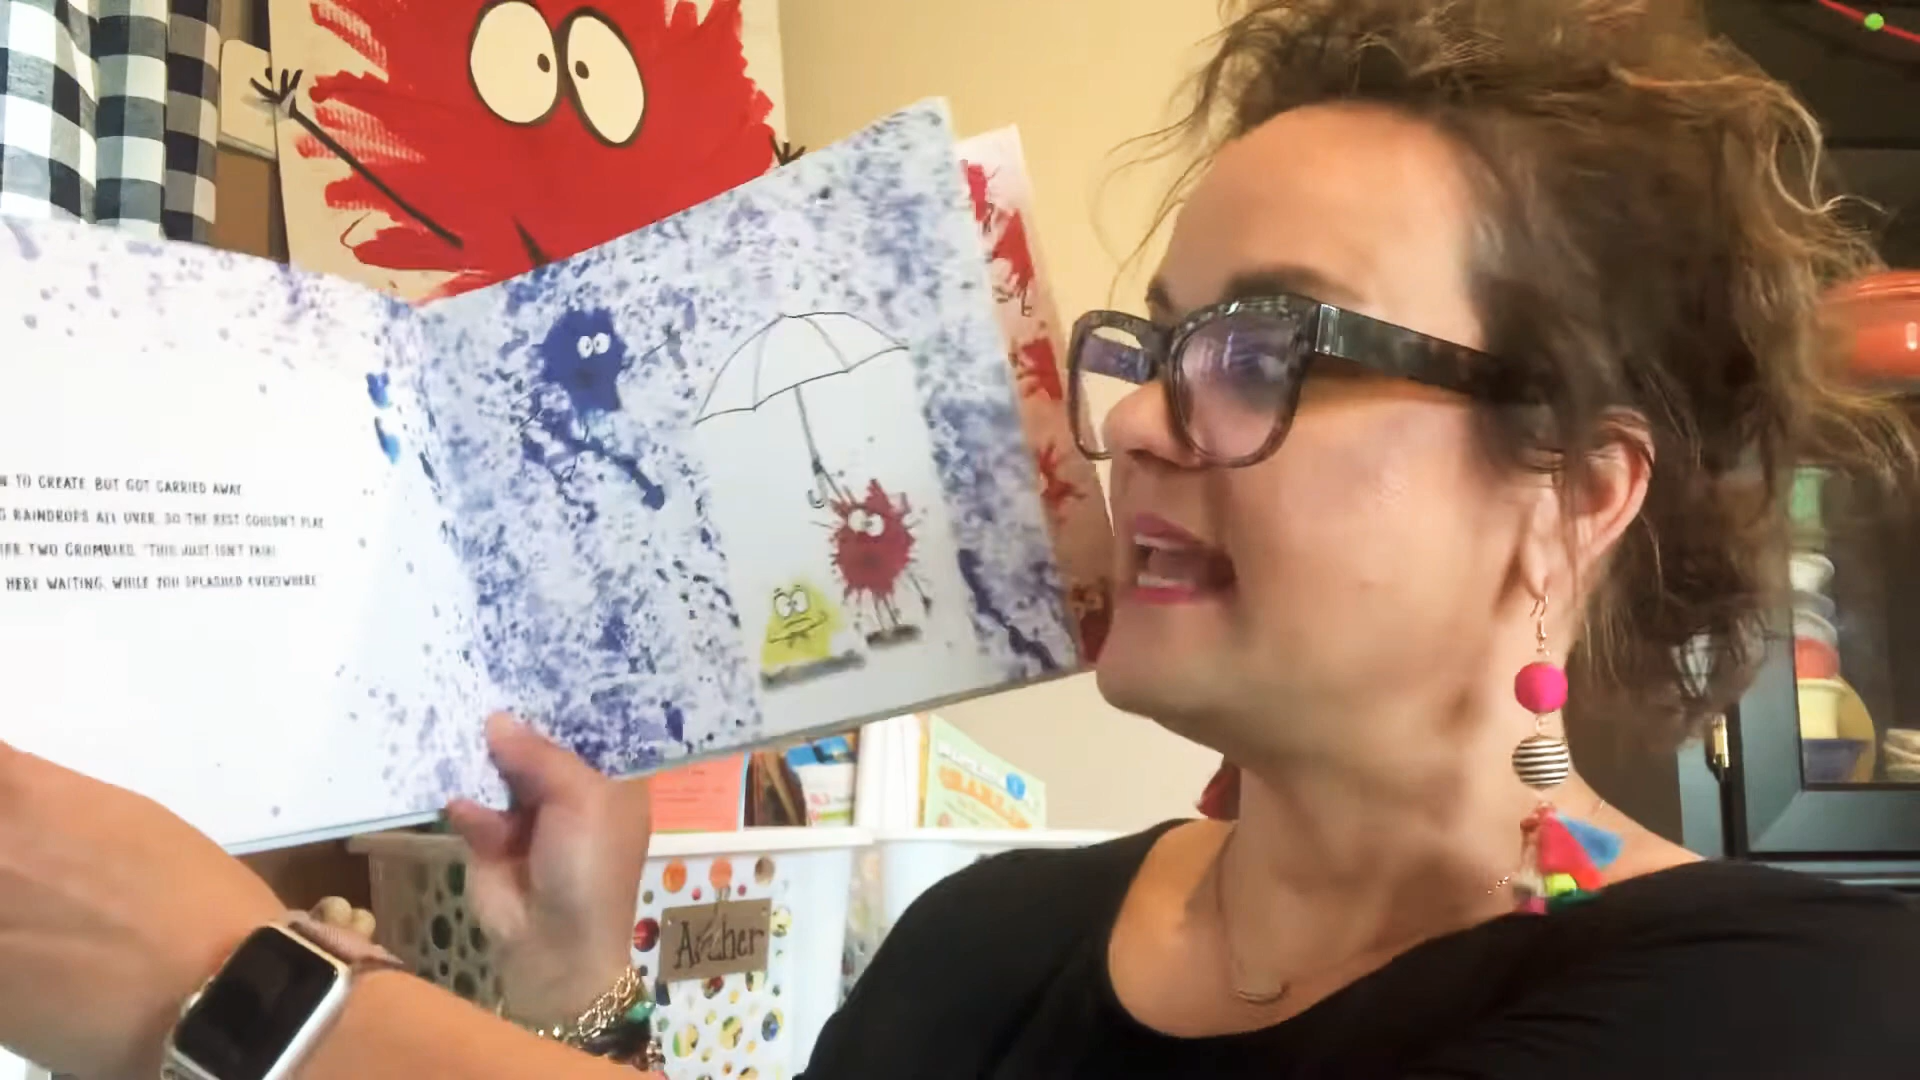 TO CREATE, BUT GOT CARRIED AWAY.
RAINDROPS ALL OVER, SO THE REST COULDN'T PLAY.
TWO GRUMBLED, "THIS JUST ISN'T FAIR!
HERE WAITING, WHILE YOU SPLASHED EVERYWHERE.
Archer